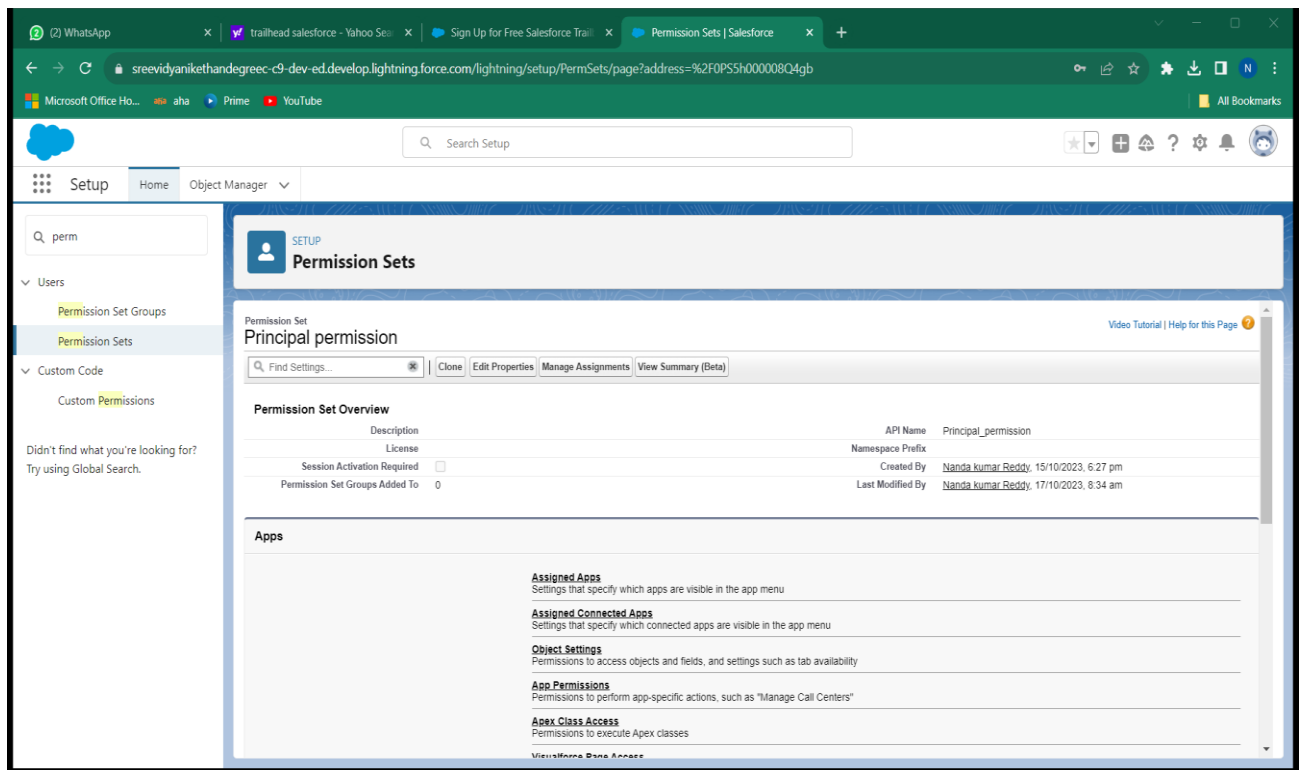 2 (2) WhatsApp trailhead salesforce - Yahoo Sea Sign Up for Free Salesforce Trail Permission Sets | Salesforce
sreevidyanikethandegreec-c9-dev-ed.develop.lightning.force.com/lightning/setup/PermSets/page?address=%2F0PS5h000008Q4gb N
Microsoft Office Ho... aha Prime YouTube All Bookmarks
Search Setup
Setup Home Object Manager
perm
SETUP
Permission Sets
Users
Permission Set Groups
Permission Sets
Custom Code
Custom Permissions
Didn't find what you're looking for?
Try using Global Search.
Permission Set
Principal permission
Video Tutorial | Help for this Page
Find Settings... Clone Edit Properties Manage Assignments View Summary (Beta)
Permission Set Overview
Description API Name Principal_permission
License Namespace Prefix
Session Activation Required Created By Nanda kumar Reddy, 15/10/2023, 6:27 pm
Permission Set Groups Added To 0 Last Modified By Nanda kumar Reddy, 17/10/2023, 8:34 am
Apps
Assigned Apps
Settings that specify which apps are visible in the app menu
Assigned Connected Apps
Settings that specify which connected apps are visible in the app menu
Object Settings
Permissions to access objects and fields, and settings such as tab availability
App Permissions
Permissions to perform app-specific actions, such as "Manage Call Centers"
Apex Class Access
Permissions to execute Apex classes
Visualforce Page Access